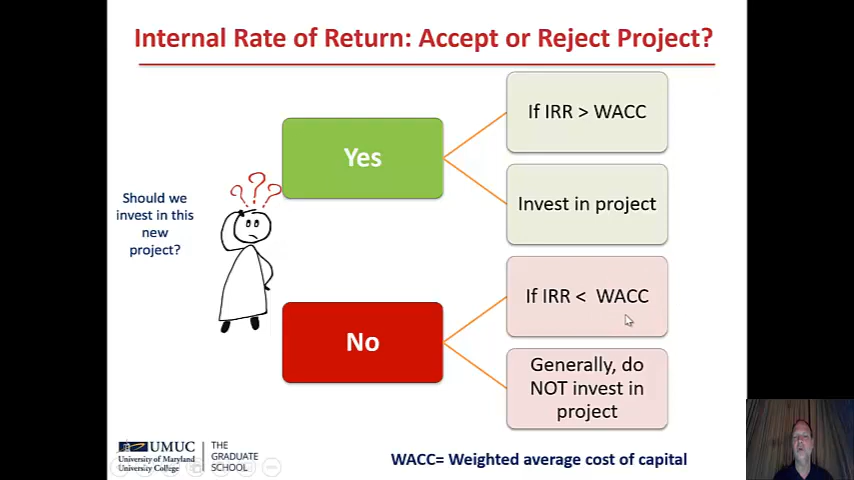 Internal Rate of Return: Accept or Reject Project?
Should we
invest in this
new
project?
???
Yes
If IRR > WACC
Invest in project
No
If IRR < WACC
Generally, do
NOT invest in
project
UMUC
University of Maryland
University College
THE
GRADUATE
SCHOOL
WACC= Weighted average cost of capital